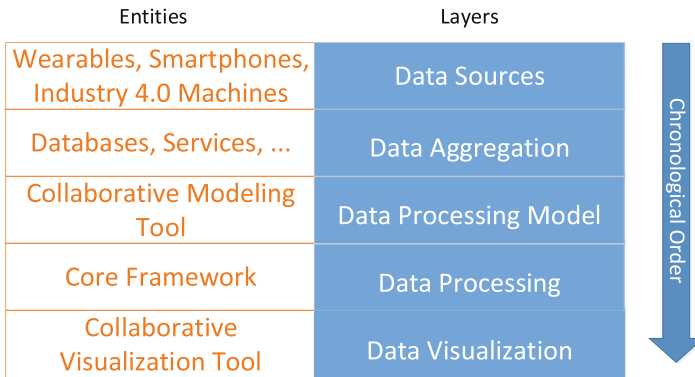 Entities
Layers
Wearables, Smartphones,
Industry 4.0 Machines
Data Sources
Databases, Services, ...
Data Aggregation
Collaborative Modeling
Tool
Data Processing Model
Core Framework
Data Processing
Collaborative
Visualization Tool
Data Visualization
Chronological Order